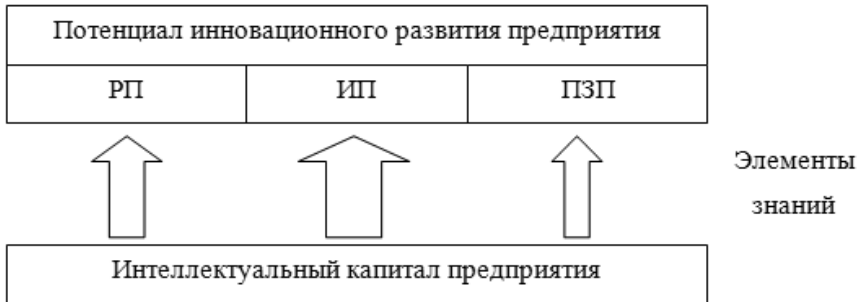 Потенциал инновационного развития предприятия
РП ИП ПЗП
Элементы
знаний
Интеллектуальный капитал предприятия